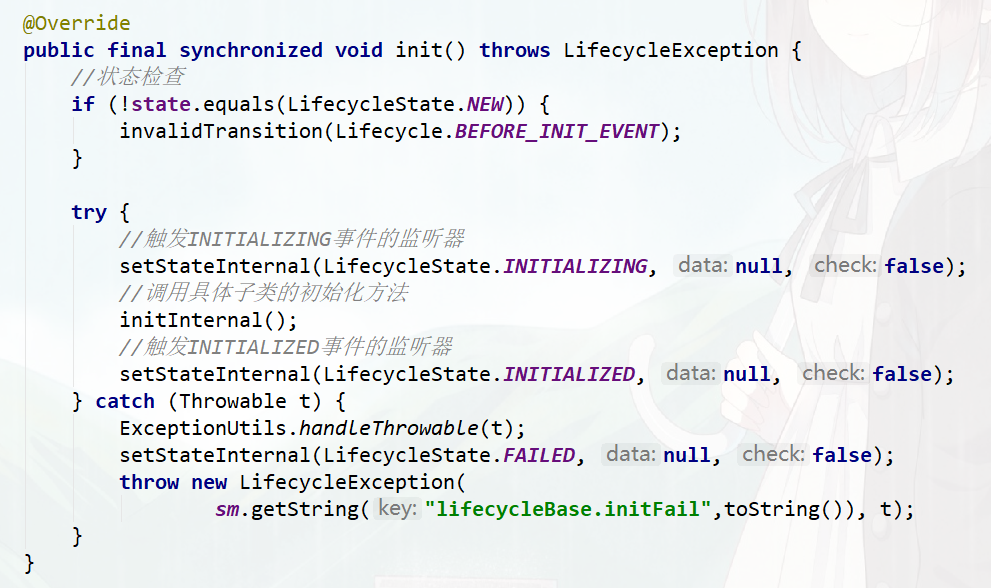 @Override
public final synchronized void init() throws LifecycleException {
//状态检查
if (!state.equals(LifecycleState.NEW)) {
invalidTransition(Lifecycle.BEFORE_INIT_EVENT);
}
try {
//触发INITIALIZING事件的监听器
setStateInternal(LifecycleState.INITIALIZING, data: null, check: false);
//调用具体子类的初始化方法
initInternal();
//触发INITIALIZED事件的监听器
setStateInternal(LifecycleState.INITIALIZED, data: null, check: false);
} catch (Throwable t) {
ExceptionUtils.handleThrowable(t);
setStateInternal(LifecycleState.FAILED, data: null, check: false);
throw new LifecycleException(
sm.getString( key: "lifecycleBase.initFail",toString()), t);
}
}